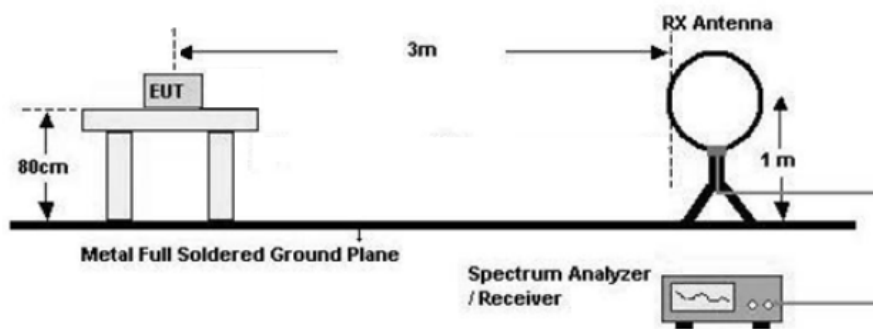 RX Antenna
3m
EUT
80cm
1 m
Metal Full Soldered Ground Plane
Spectrum Analyzer
/ Receiver